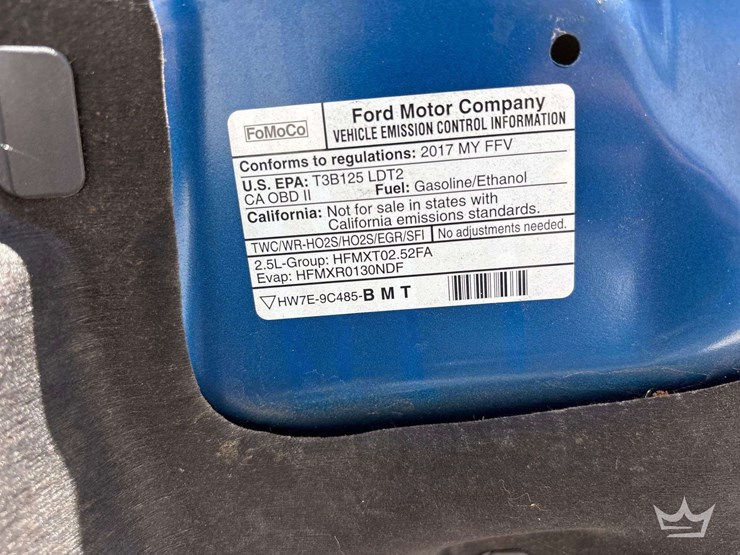 FoMoCo
Ford Motor Company
VEHICLE EMISSION CONTROL INFORMATION
Conforms to regulations: 2017 MY FFV
U.S. EPA: T3B125 LDT2
CA OBD II Fuel: Gasoline/Ethanol
California: Not for sale in states with
California emissions standards.
TWC/WR-HO2S/HO2S/EGR/SFI No adjustments needed.
2.5L-Group: HFMXT02.52FA
Evap: HFMXR0130NDF
▽HW7E-9C485-B M T